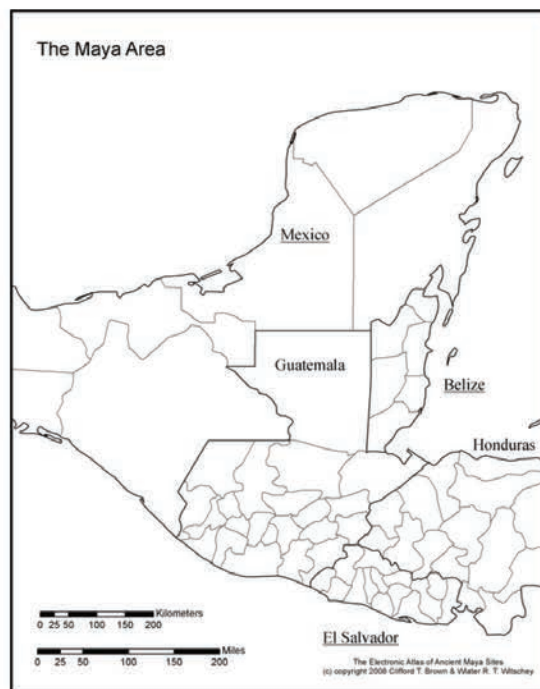 The Maya Area
Mexico
Guatemala
Belize
Honduras
Kilometers
0 25 50 100 150 200
Miles
0 25 50 100 150 200
El Salvador
The Electronic Atlas of Ancient Maya Sites
(c) copyright 2008 Clifford T. Brown & Walter R. T. Witschey